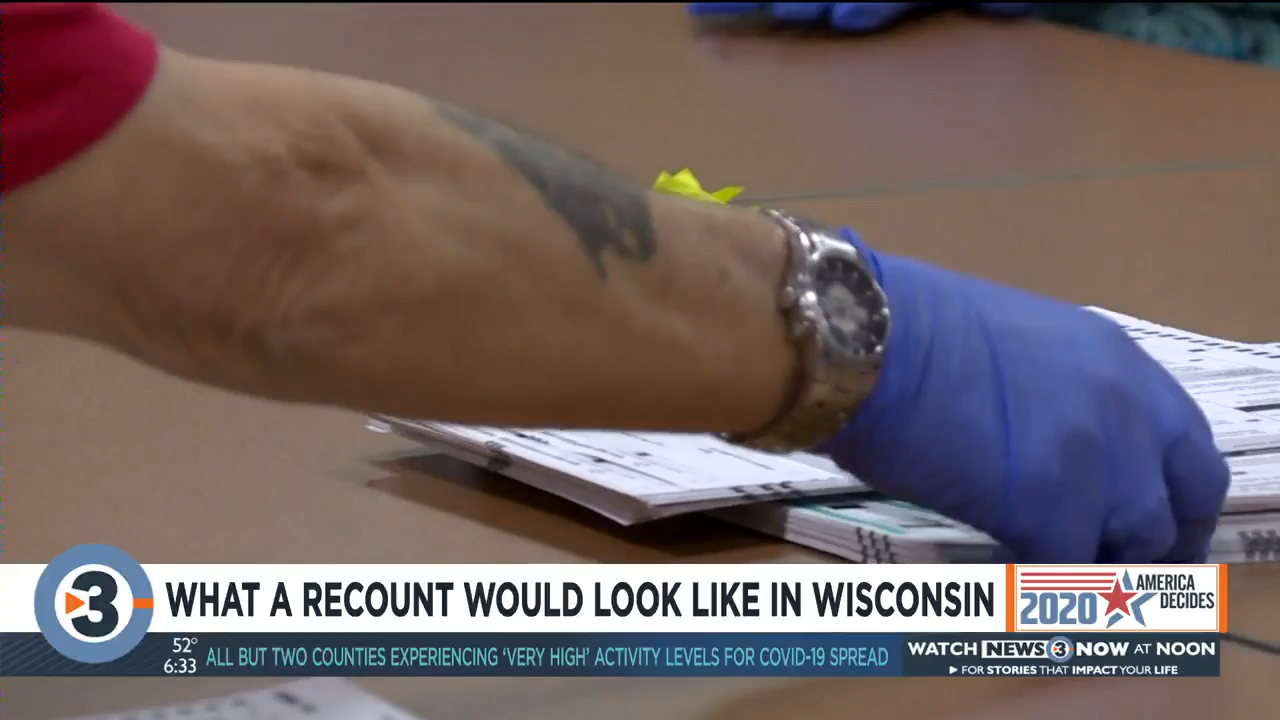 3
WHAT A RECOUNT WOULD LOOK LIKE IN WISCONSIN
2020
AMERICA
DECIDES
52°
6:33
ALL BUT TWO COUNTIES EXPERIENCING 'VERY HIGH' ACTIVITY LEVELS FOR COVID-19 SPREAD
WATCH NEWS 3 NOW AT NOON
▶ FOR STORIES THAT IMPACT YOUR LIFE